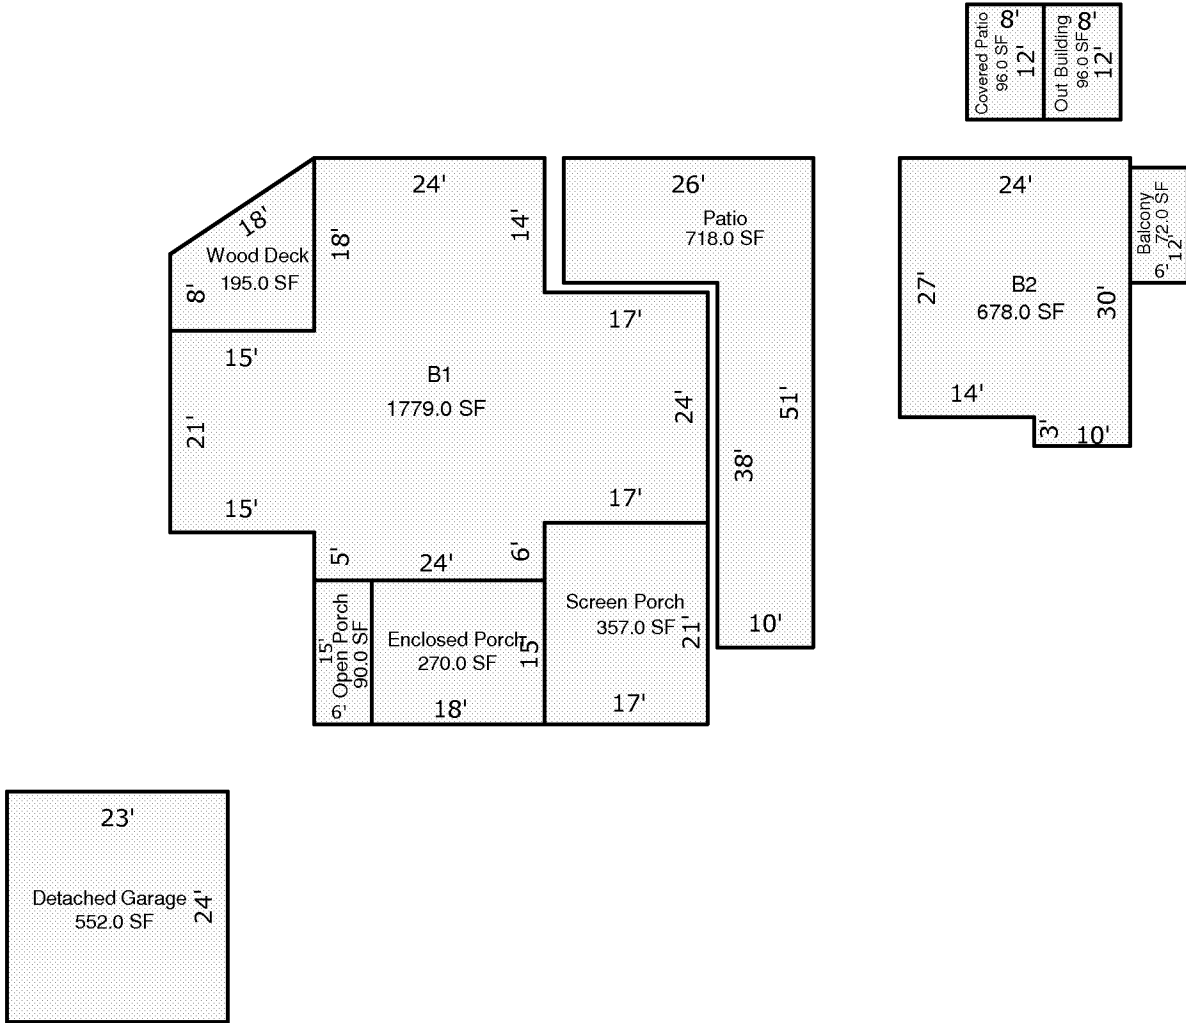 Covered Patio
96.0 SF
8'
12'
Out Building
96.0 SF
8'
12'
24'
14'
18'
18'
Wood Deck
195.0 SF
8'
15'
B1
1779.0 SF
21'
15'
5'
24'
6'
17'
24'
17'
26'
Patio
718.0 SF
51'
38'
10'
24'
27'
B2
678.0 SF
30'
14'
3'
10'
Balcony
72.0 SF
12'
6'
15'
Open Porch
90.0 SF
6'
Enclosed Porch
270.0 SF
15'
18'
Screen Porch
357.0 SF
21'
17'
23'
Detached Garage
552.0 SF
24'